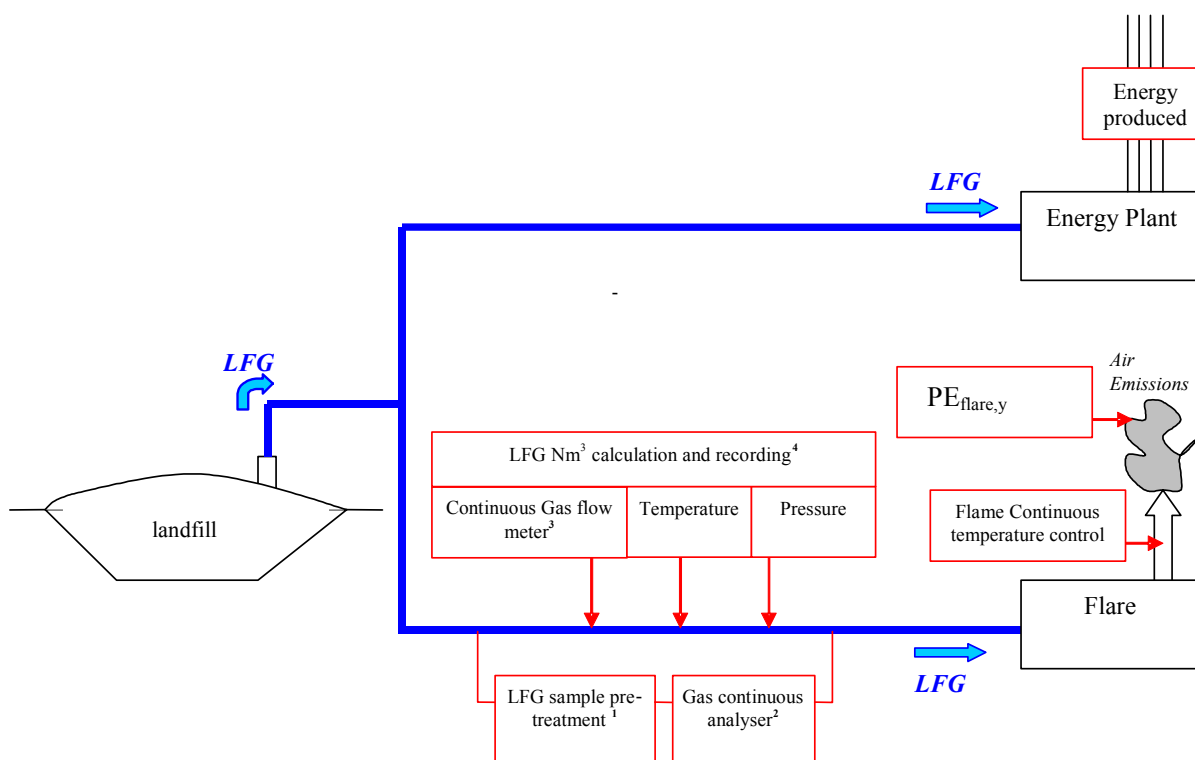 Energy
produced
LFG
Energy Plant
-
LFG
Air
Emissions
PEflare,y
LFG Nm³ calculation and recording⁴
Continuous Gas flow
meter³
Temperature
Pressure
Flame Continuous
temperature control
landfill
Flare
LFG
LFG sample pre-
treatment ¹
Gas continuous
analyser²